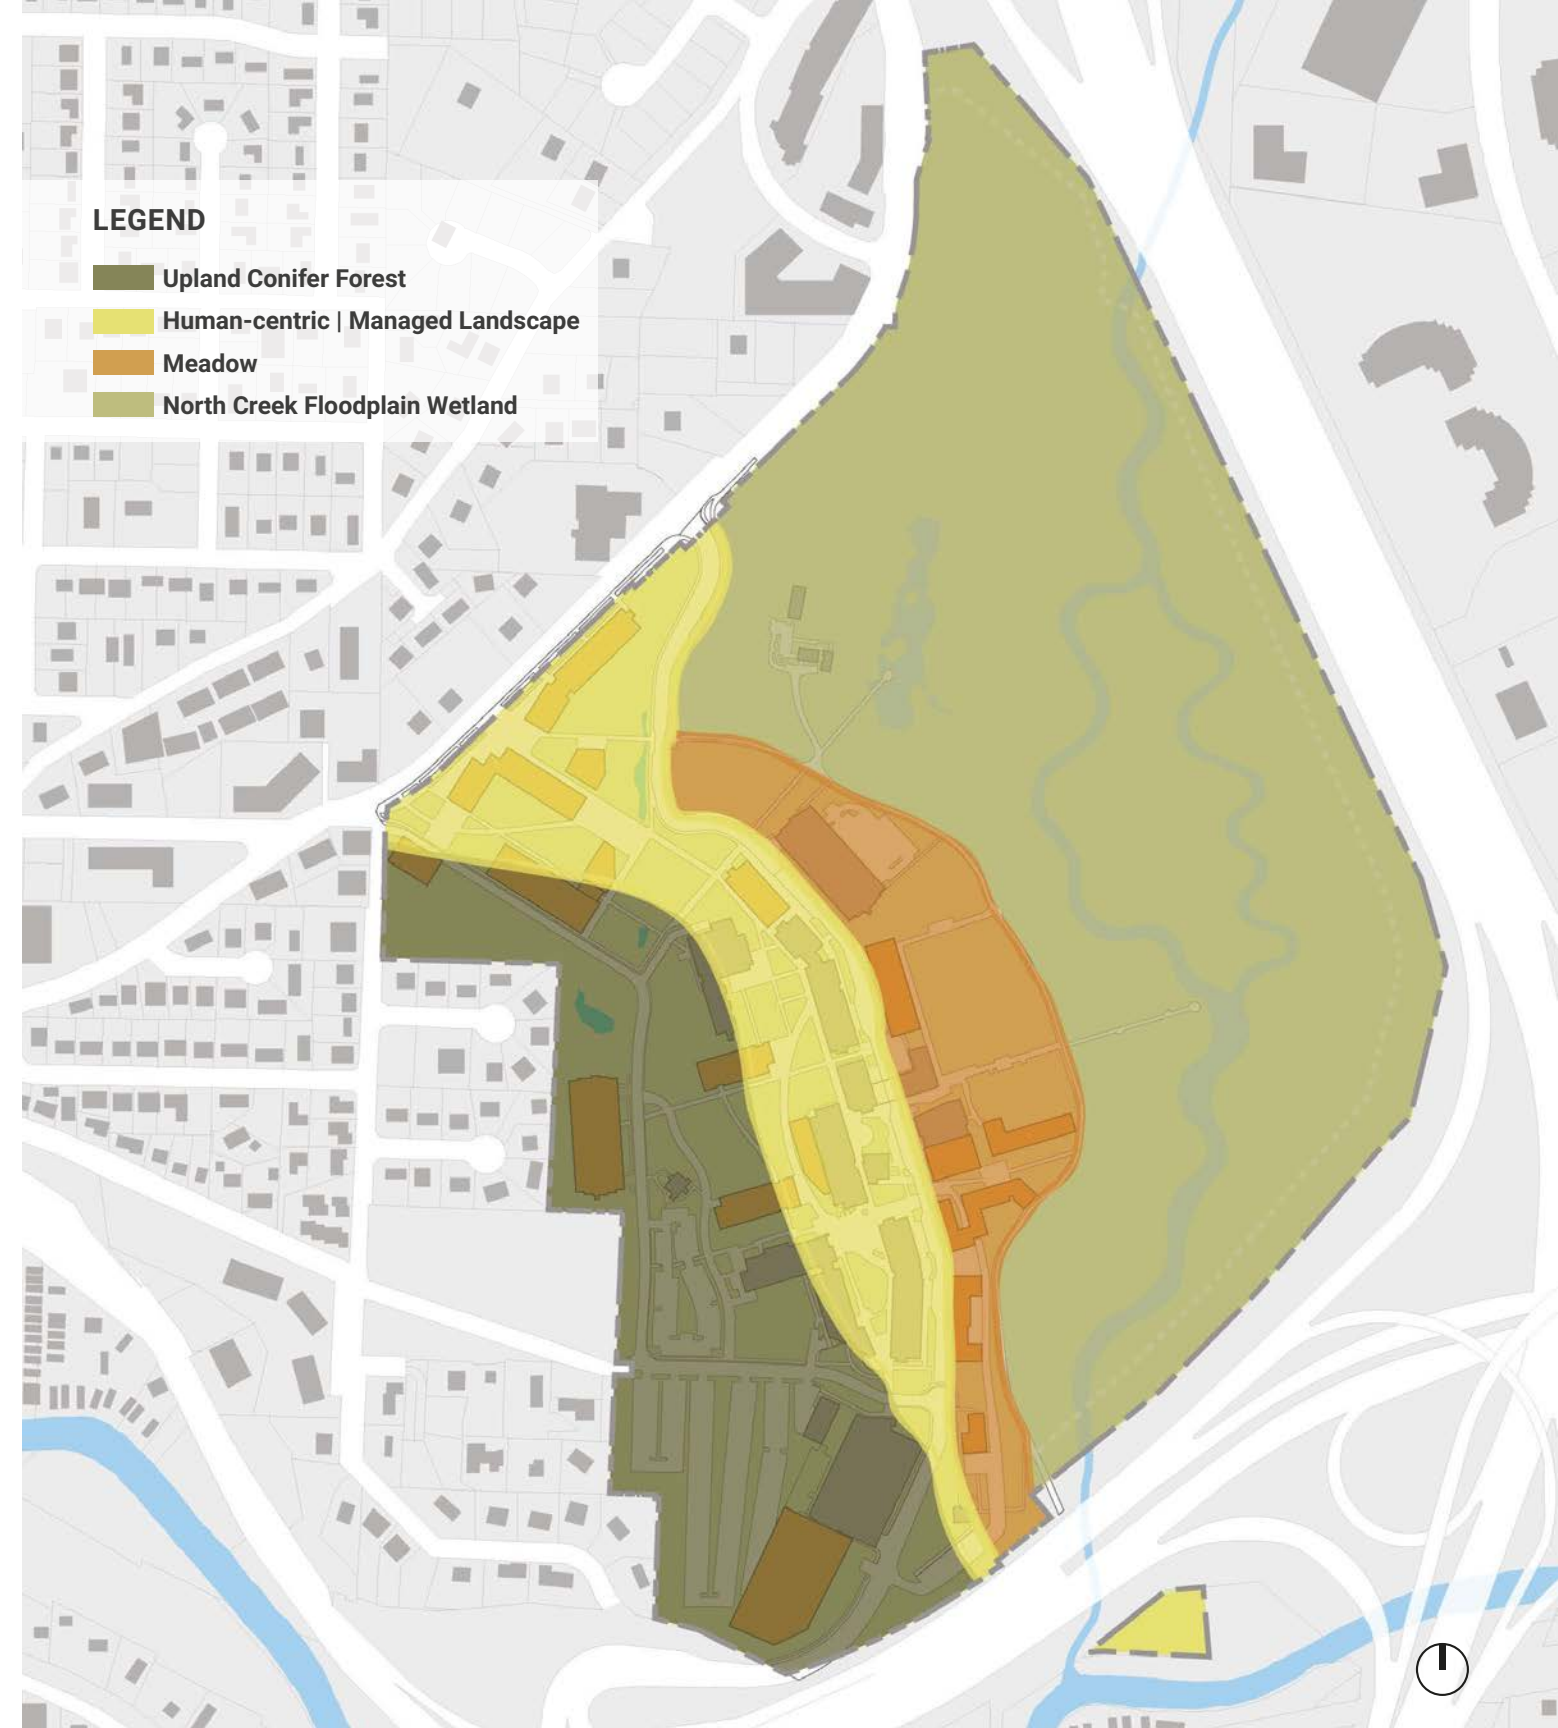 LEGEND
Upland Conifer Forest
Human-centric | Managed Landscape
Meadow
North Creek Floodplain Wetland